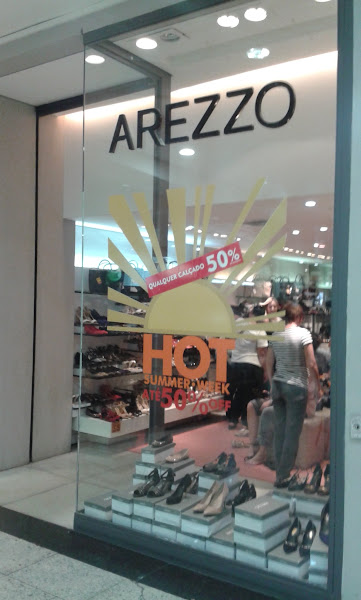 AREZZO
QUALQUER CALÇADO 50%
HOT
SUMMER WEEK
ATÉ 50% OFF